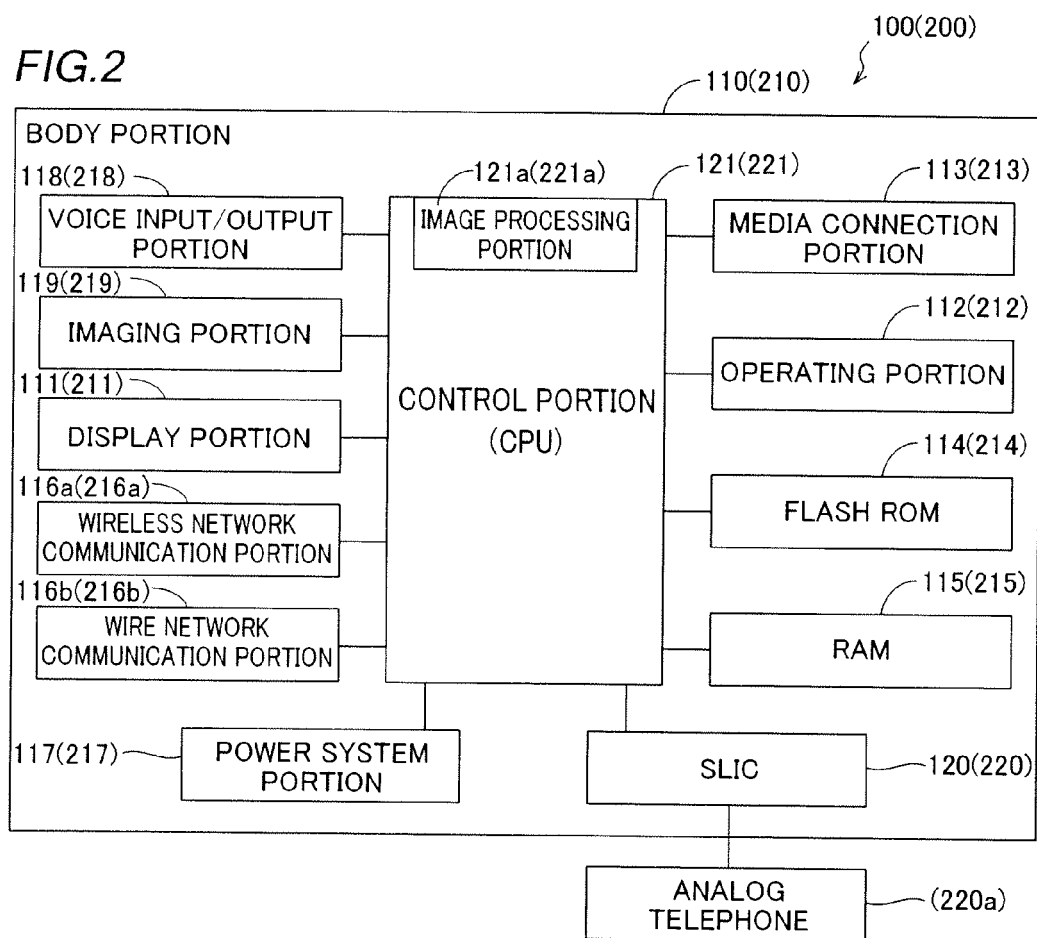 FIG.2
100(200)
110(210)
BODY PORTION
118(218)
VOICE INPUT/OUTPUT
PORTION
119(219)
IMAGING PORTION
111(211)
DISPLAY PORTION
116a(216a)
WIRELESS NETWORK
COMMUNICATION PORTION
116b(216b)
WIRE NETWORK
COMMUNICATION PORTION
117(217)
POWER SYSTEM
PORTION
121a(221a)
IMAGE PROCESSING
PORTION
121(221)
CONTROL PORTION
(CPU)
113(213)
MEDIA CONNECTION
PORTION
112(212)
OPERATING PORTION
114(214)
FLASH ROM
115(215)
RAM
SLIC
120(220)
ANALOG
TELEPHONE
(220a)